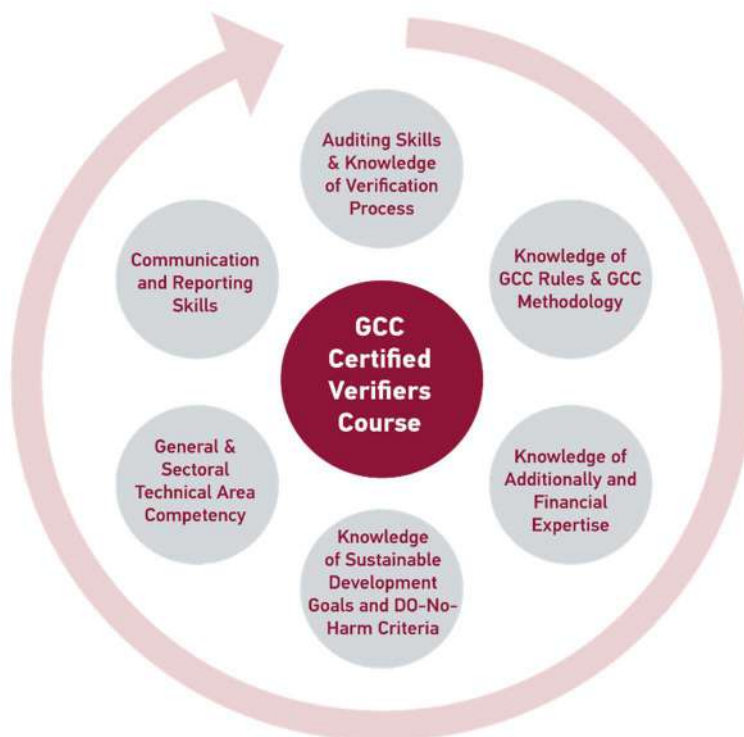 Auditing Skills
& Knowledge
of Verification
Process
Knowledge of
GCC Rules & GCC
Methodology
Knowledge of
Additionally and
Financial
Expertise
Knowledge
of Sustainable
Development
Goals and DO-No-
Harm Criteria
General &
Sectoral
Technical Area
Competency
Communication
and Reporting
Skills
GCC
Certified
Verifiers
Course